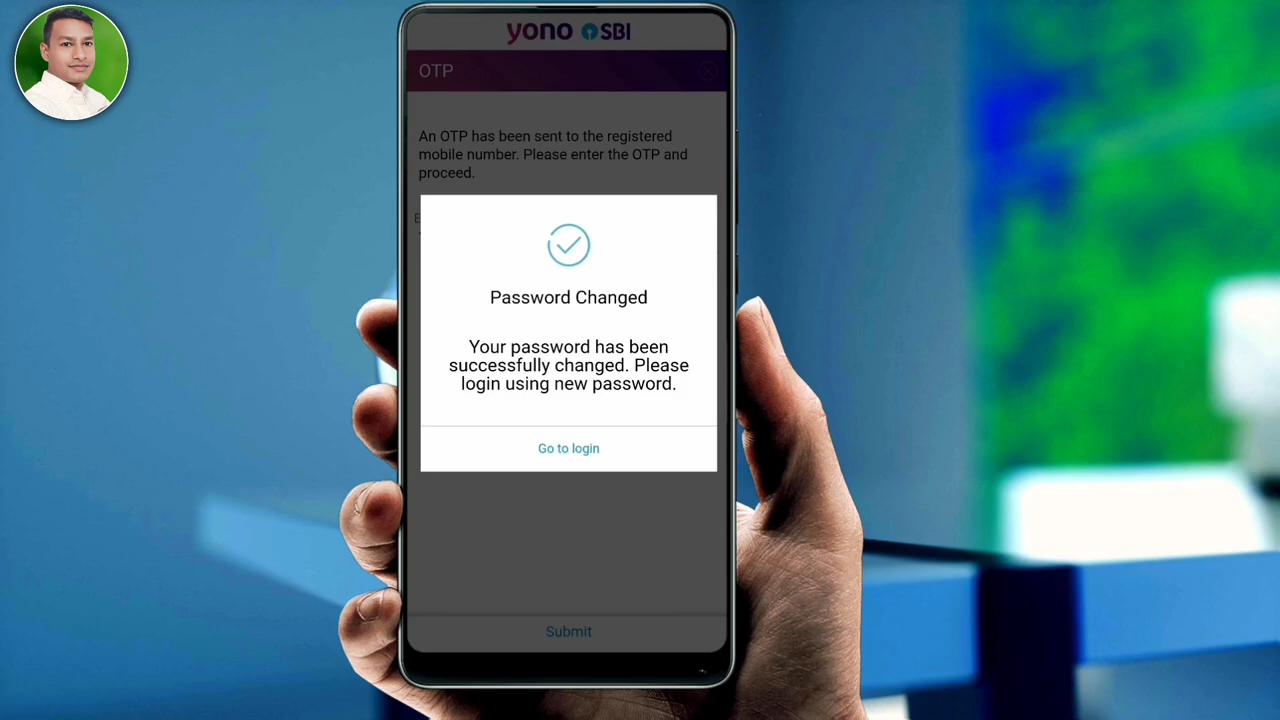 yono SBI
OTP
An OTP has been sent to the registered
mobile number. Please enter the OTP and
proceed.
Password Changed
Your password has been
successfully changed. Please
login using new password.
Go to login
Submit